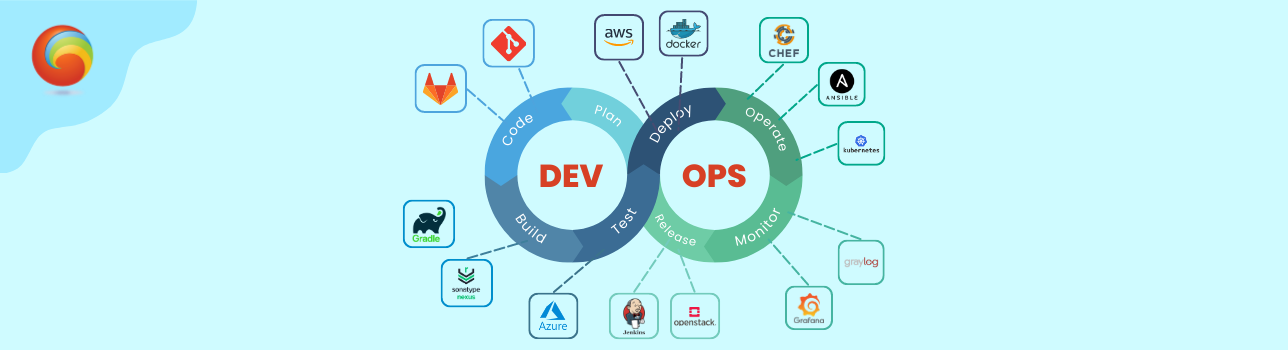 aws
docker
CHEF
ANSIBLE
kubernetes
Plan
Code
Deploy
Operate
DEV
OPS
Build
Test
Release
Monitor
Gradle
sonatype
nexus
Azure
Jenkins
openstack.
graylog
Grafana